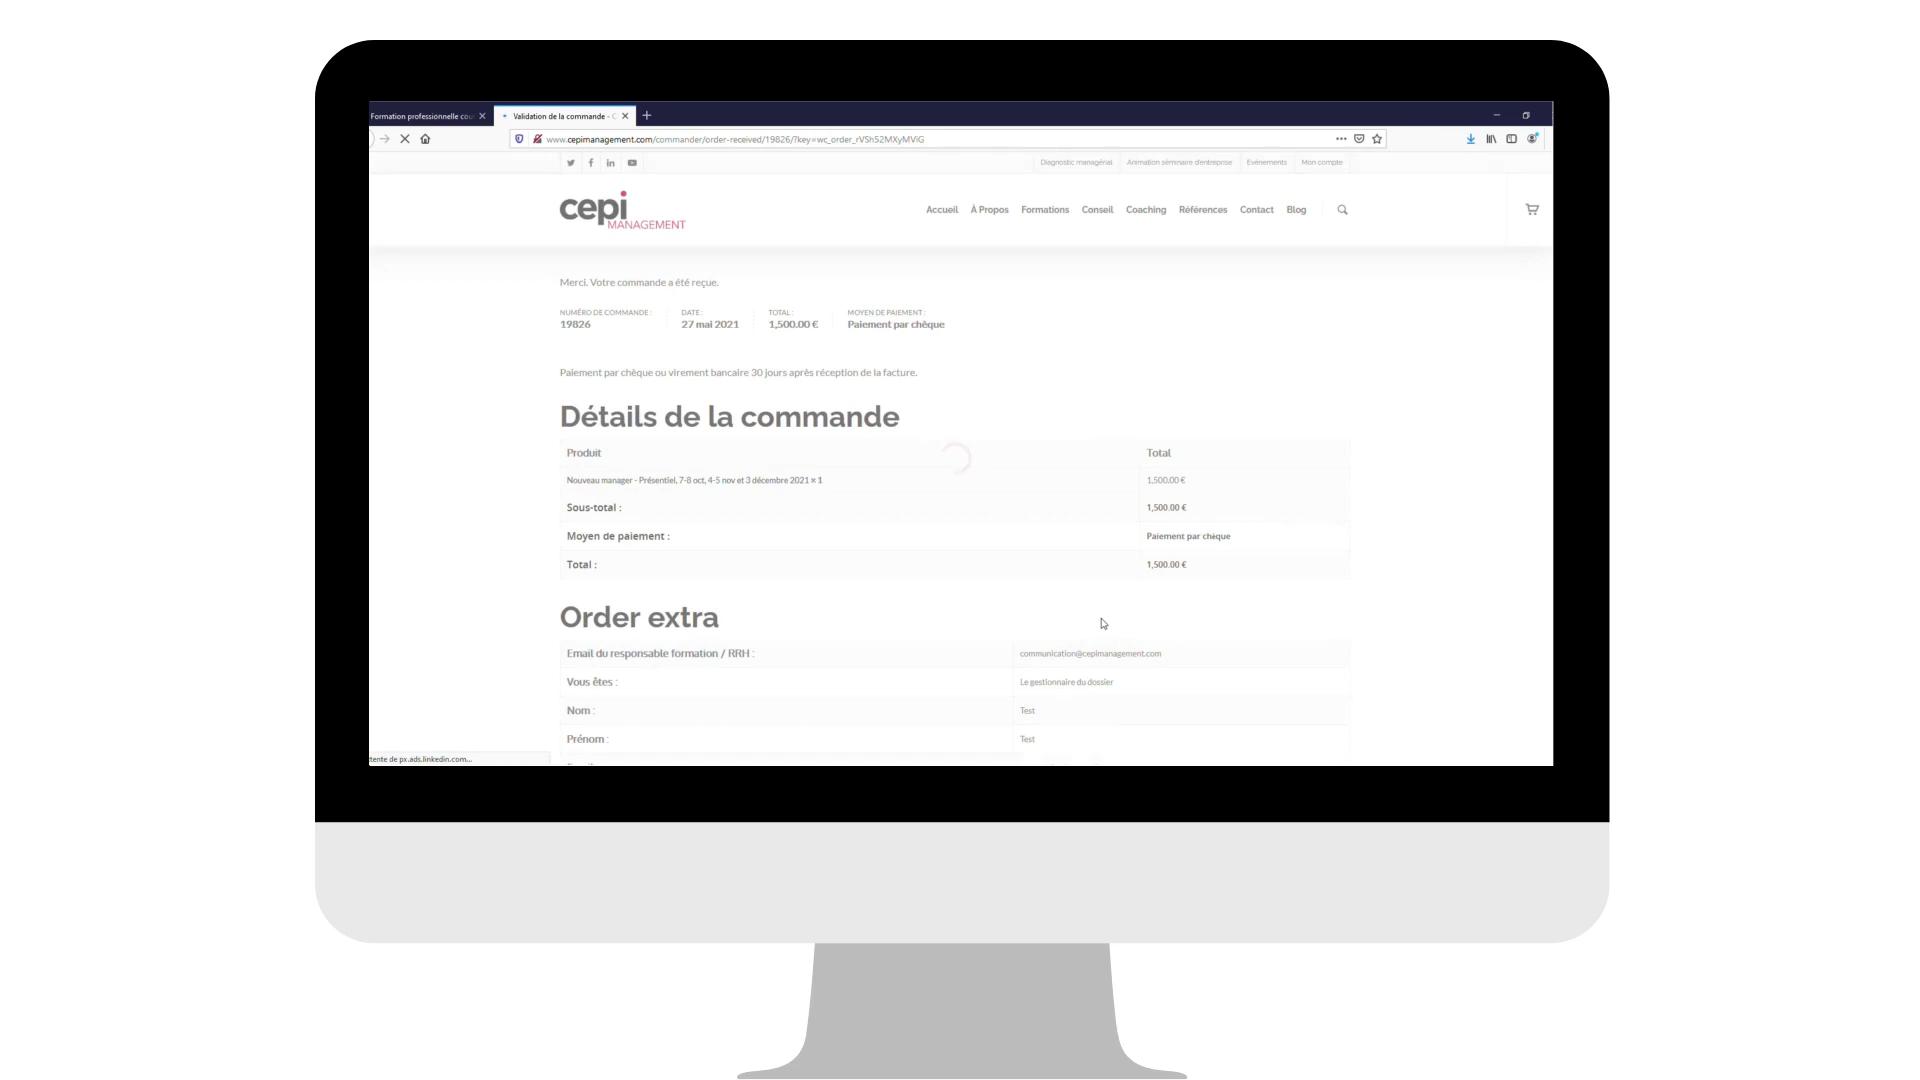 Formation professionnelle cou
Validation de la commande - C
www.cepimanagement.com/commander/order-received/19826/?key=wc_order_rVSh52MXyMViG
Diagnostic managérial
Animation séminaire d'entreprise
Evénements
Mon compte
cepi
MANAGEMENT
Accueil
À Propos
Formations
Conseil
Coaching
Références
Contact
Blog
Merci. Votre commande a été reçue.
NUMÉRO DE COMMANDE :
19826
DATE :
27 mai 2021
TOTAL :
1,500.00 €
MOYEN DE PAIEMENT :
Paiement par chèque
Paiement par chèque ou virement bancaire 30 jours après réception de la facture.
Détails de la commande
Produit
Total
Nouveau manager - Présentiel, 7-8 oct, 4-5 nov et 3 décembre 2021 × 1
1,500.00 €
Sous-total :
1,500.00 €
Moyen de paiement :
Paiement par chèque
Total :
1,500.00 €
Order extra
Email du responsable formation / RRH :
communication@cepimanagement.com
Vous êtes :
Le gestionnaire du dossier
Nom :
Test
Prénom :
Test
tente de px.ads.linkedin.com...